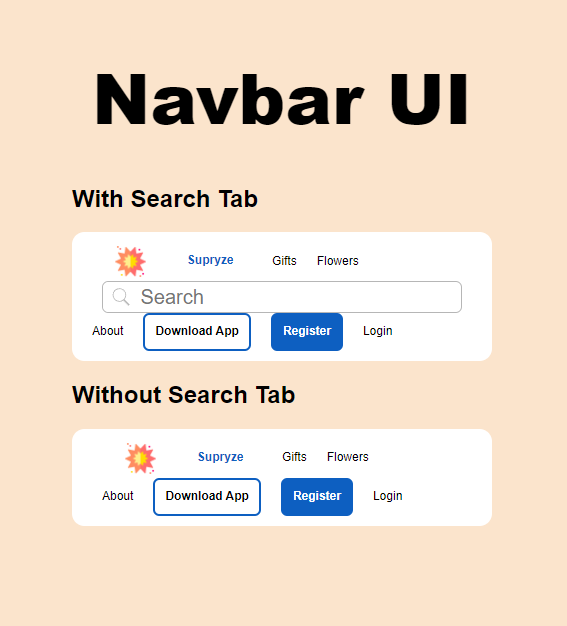 Navbar UI
With Search Tab
Supryze Gifts Flowers
Search
About Download App Register Login
Without Search Tab
Supryze Gifts Flowers
About Download App Register Login